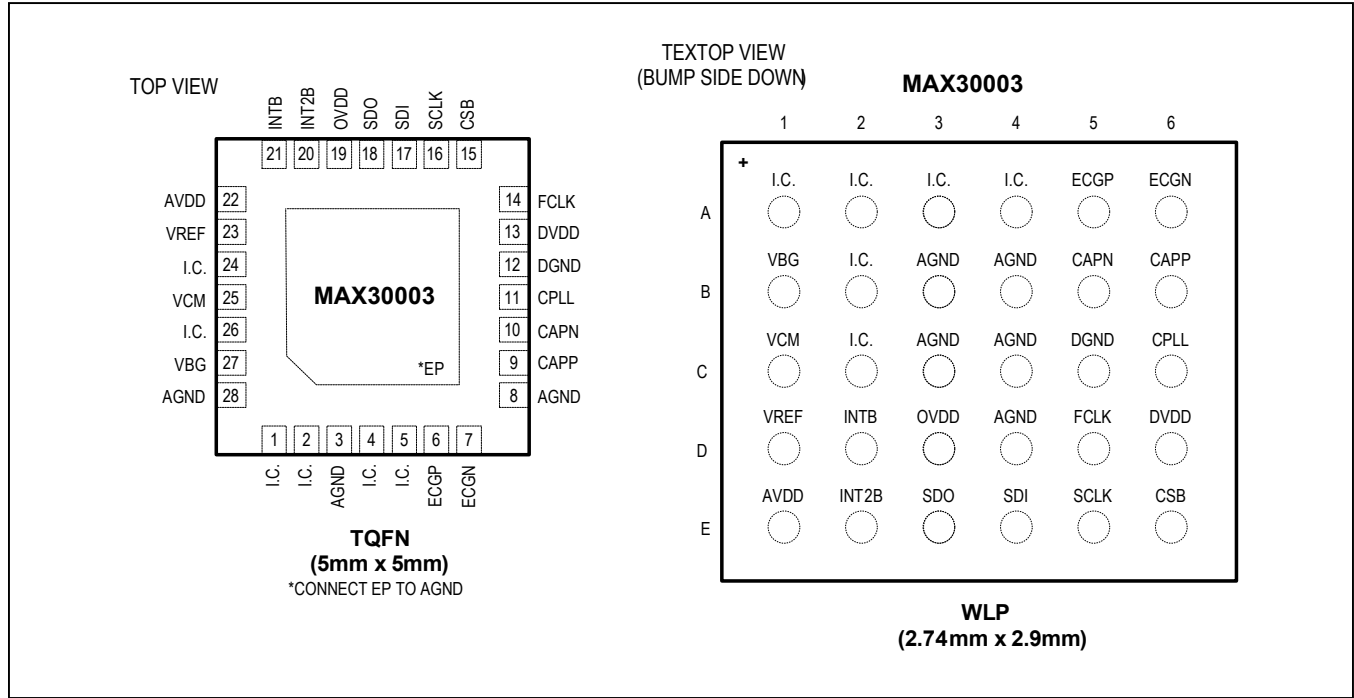 TOP VIEW
INTB
INT2B
OVDD
SDO
SDI
SCLK
CSB
21 20 19 18 17 16 15
AVDD 22
VREF 23
I.C. 24
VCM 25
I.C. 26
VBG 27
AGND 28
MAX30003
*EP
14 FCLK
13 DVDD
12 DGND
11 CPLL
10 CAPN
9 CAPP
8 AGND
1 2 3 4 5 6 7
I.C.
I.C.
AGND
I.C.
I.C.
ECGP
ECGN
TQFN
(5mm x 5mm)
*CONNECT EP TO AGND
TEXTOP VIEW
(BUMP SIDE DOWN)
MAX30003
1 2 3 4 5 6
+
I.C. I.C. I.C. I.C. ECGP ECGN
A
VBG I.C. AGND AGND CAPN CAPP
B
VCM I.C. AGND AGND DGND CPLL
C
VREF INTB OVDD AGND FCLK DVDD
D
AVDD INT2B SDO SDI SCLK CSB
E
WLP
(2.74mm x 2.9mm)